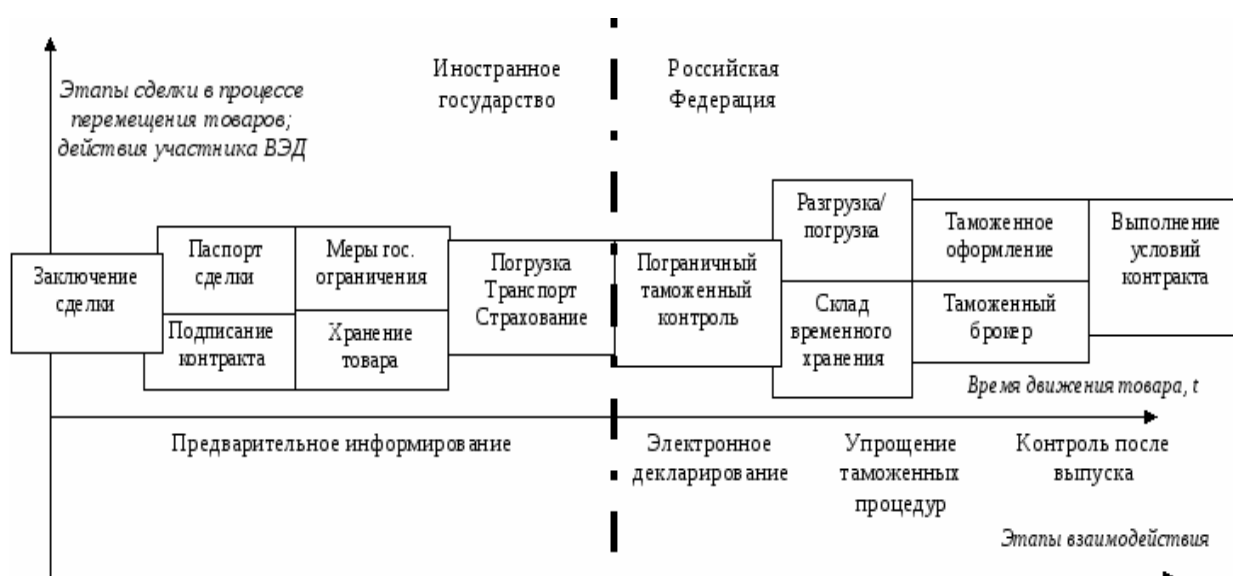 Иностранное
государство
Российская
Федерация
Этапы сделки в процессе
перемещения товаров;
действия участника ВЭД
Заключение
сделки
Паспорт
сделки
Подписание
контракта
Меры гос.
ограничения
Хранение
товара
Погрузка
Транспорт
Страхование
Пограничный
таможенный
контроль
Разгрузка/
погрузка
Склад
временного
хранения
Таможенное
оформление
Таможенный
брокер
Выполнение
условий
контракта
Время движения товара, t
Предварительное информирование
Электронное
декларирование
Упрощение
таможенных
процедур
Контроль после
выпуска
Этапы взаимодействия